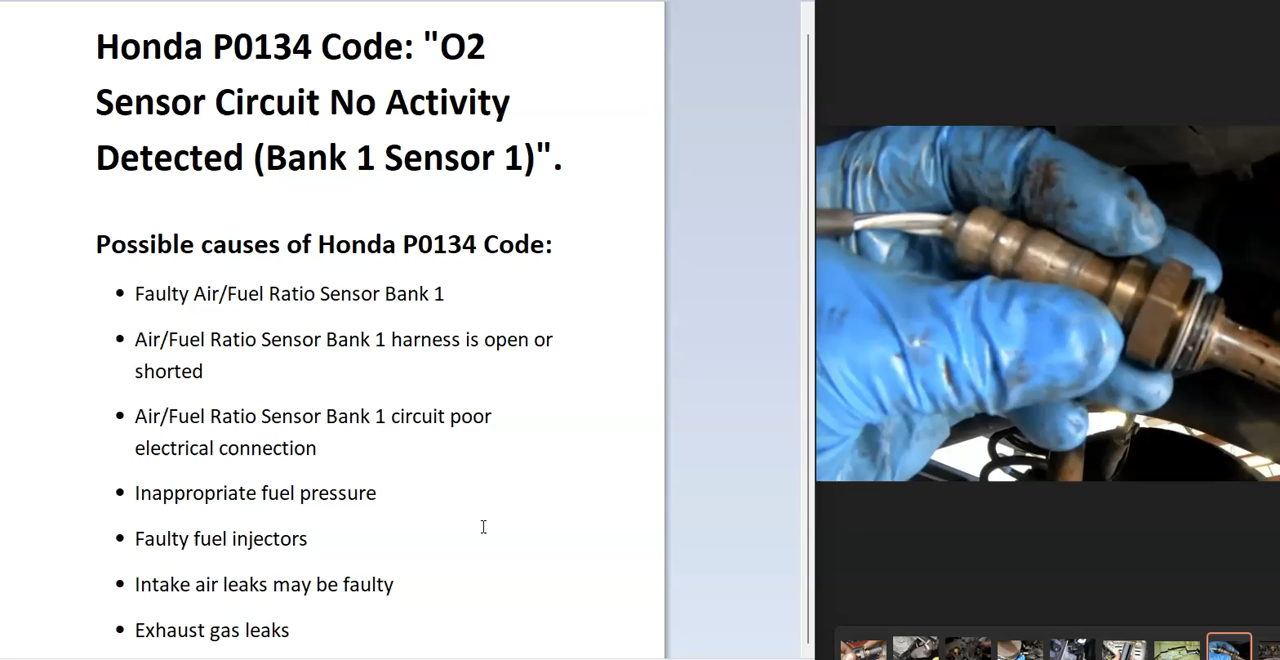 Honda P0134 Code: "O2
Sensor Circuit No Activity
Detected (Bank 1 Sensor 1)".
Possible causes of Honda P0134 Code:
• Faulty Air/Fuel Ratio Sensor Bank 1
• Air/Fuel Ratio Sensor Bank 1 harness is open or
shorted
• Air/Fuel Ratio Sensor Bank 1 circuit poor
electrical connection
• Inappropriate fuel pressure
• Faulty fuel injectors
• Intake air leaks may be faulty
• Exhaust gas leaks